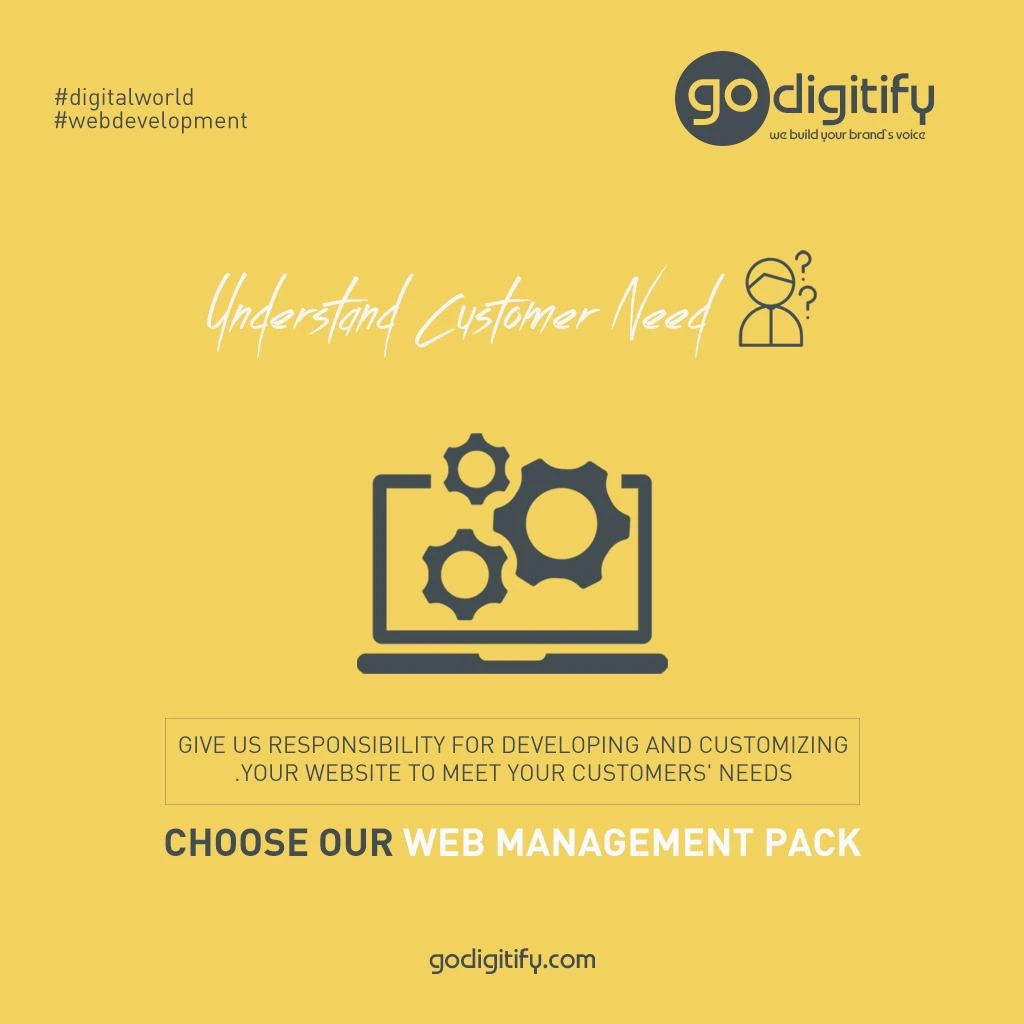 #digitalworld
#webdevelopment
godigitify
we build your brand`s voice
Understand Customer Need
GIVE US RESPONSIBILITY FOR DEVELOPING AND CUSTOMIZING
.YOUR WEBSITE TO MEET YOUR CUSTOMERS' NEEDS
CHOOSE OUR WEB MANAGEMENT PACK
godigitify.com